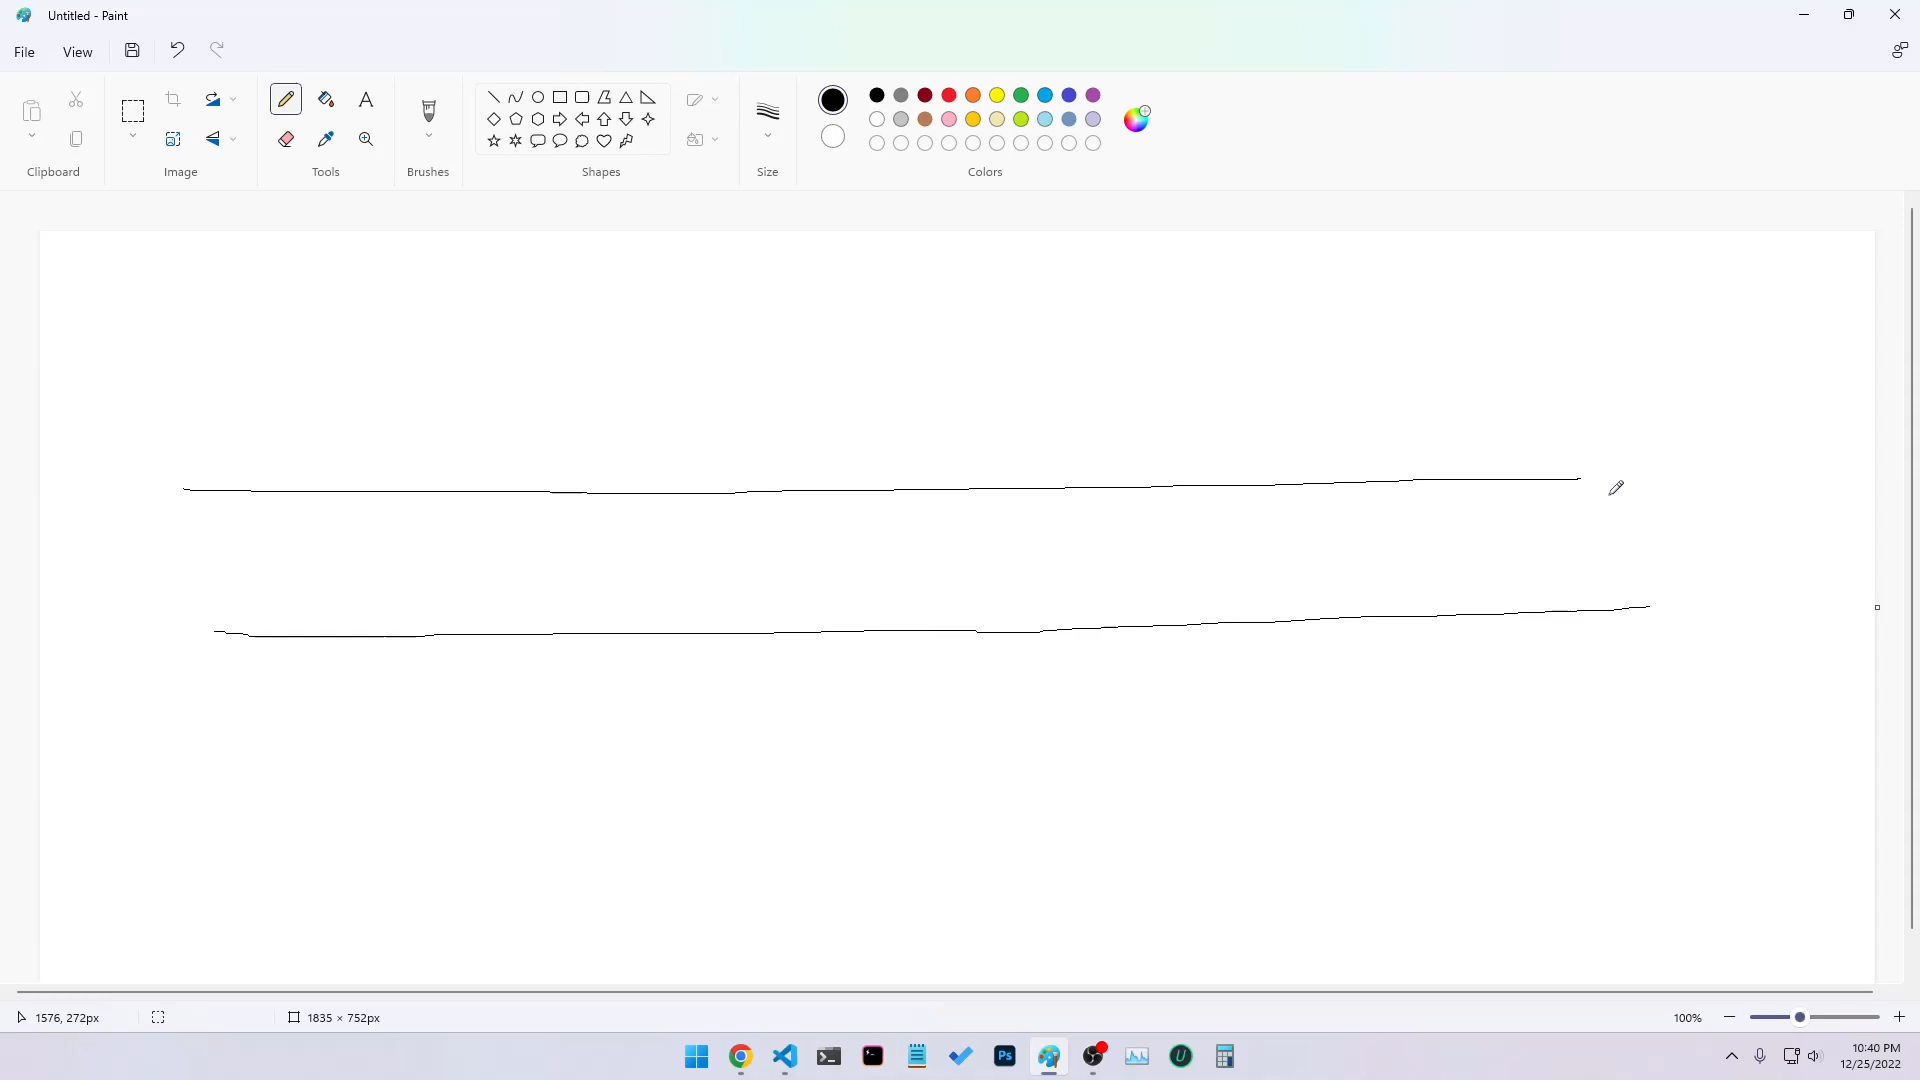 Untitled - Paint
File View
Clipboard Image Tools Brushes Shapes Size Colors
1576, 272px 1835 × 752px 100%
Ps U
10:40 PM
12/25/2022